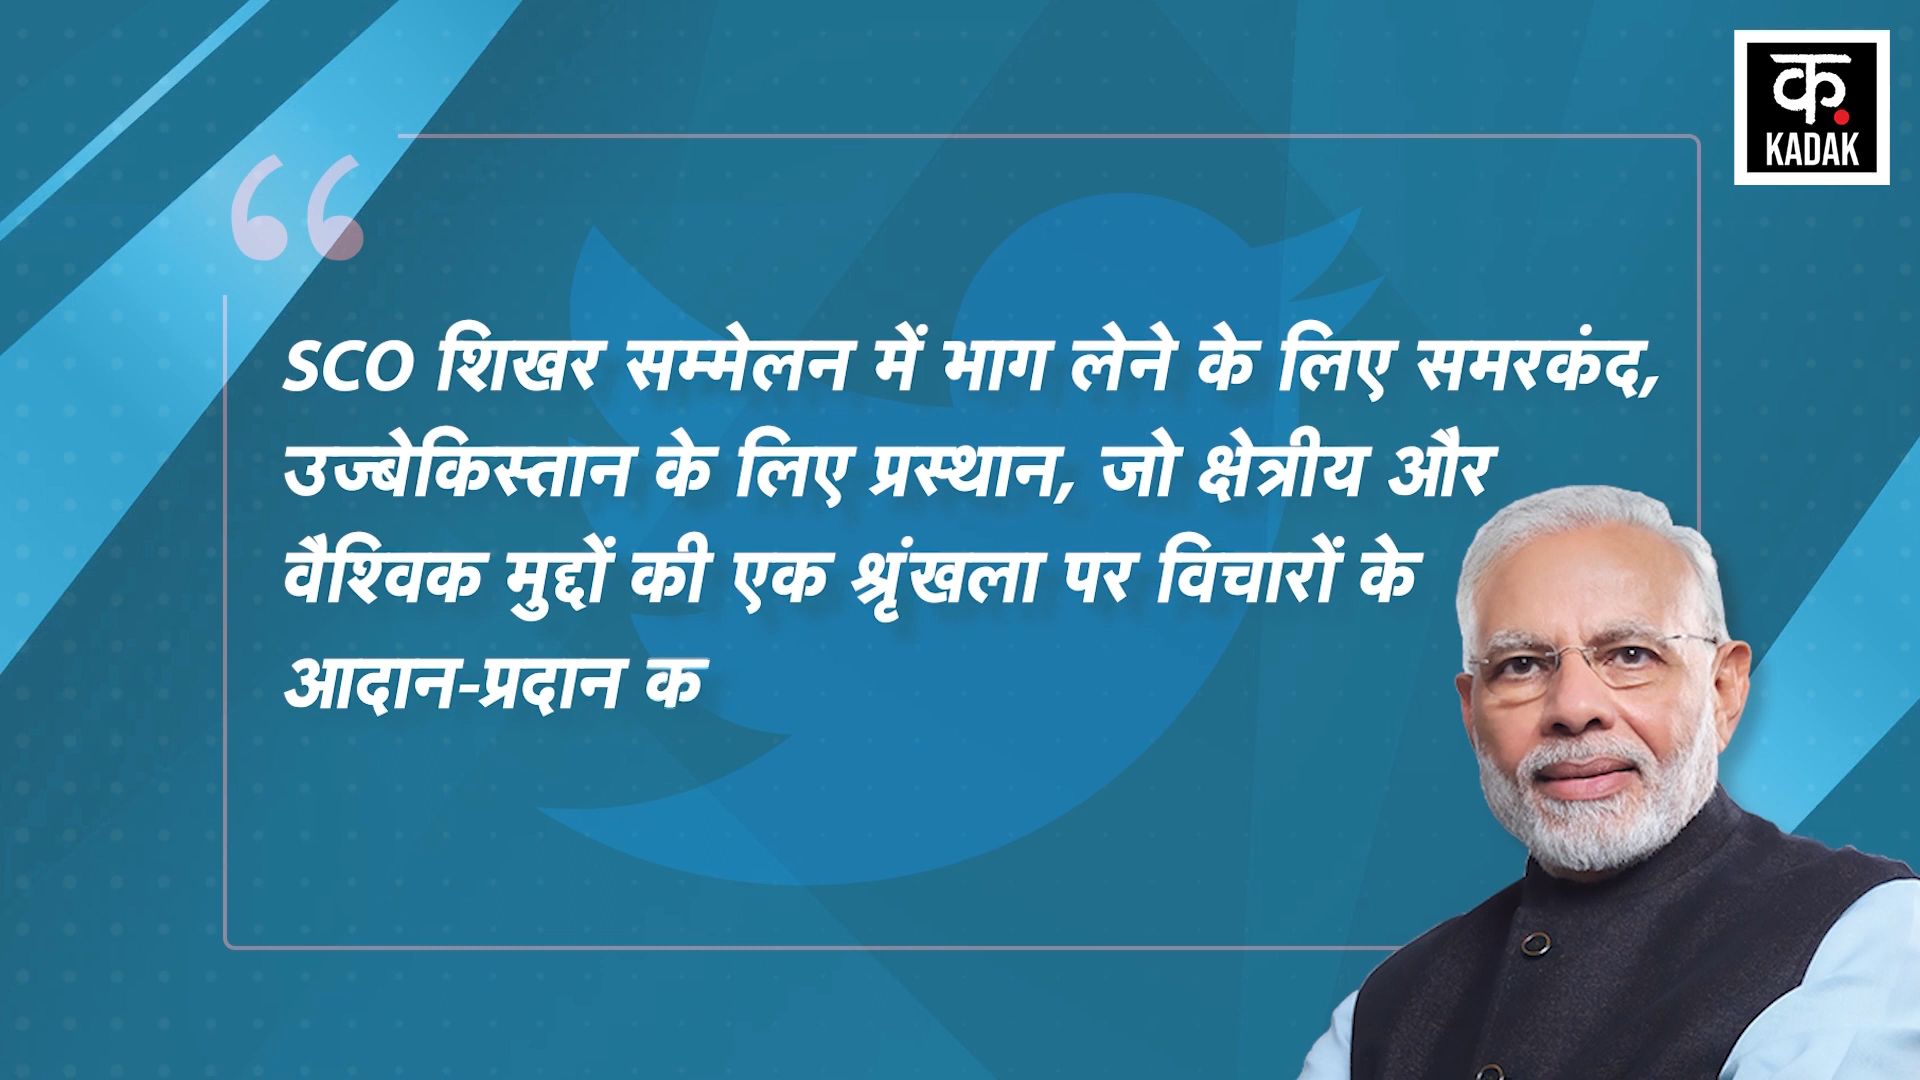 क.
KADAK
SCO शिखर सम्मेलन में भाग लेने के लिए समरकंद,
उज्बेकिस्तान के लिए प्रस्थान, जो क्षेत्रीय और
वैश्विक मुद्दों की एक श्रृंखला पर विचारों के
आदान-प्रदान क